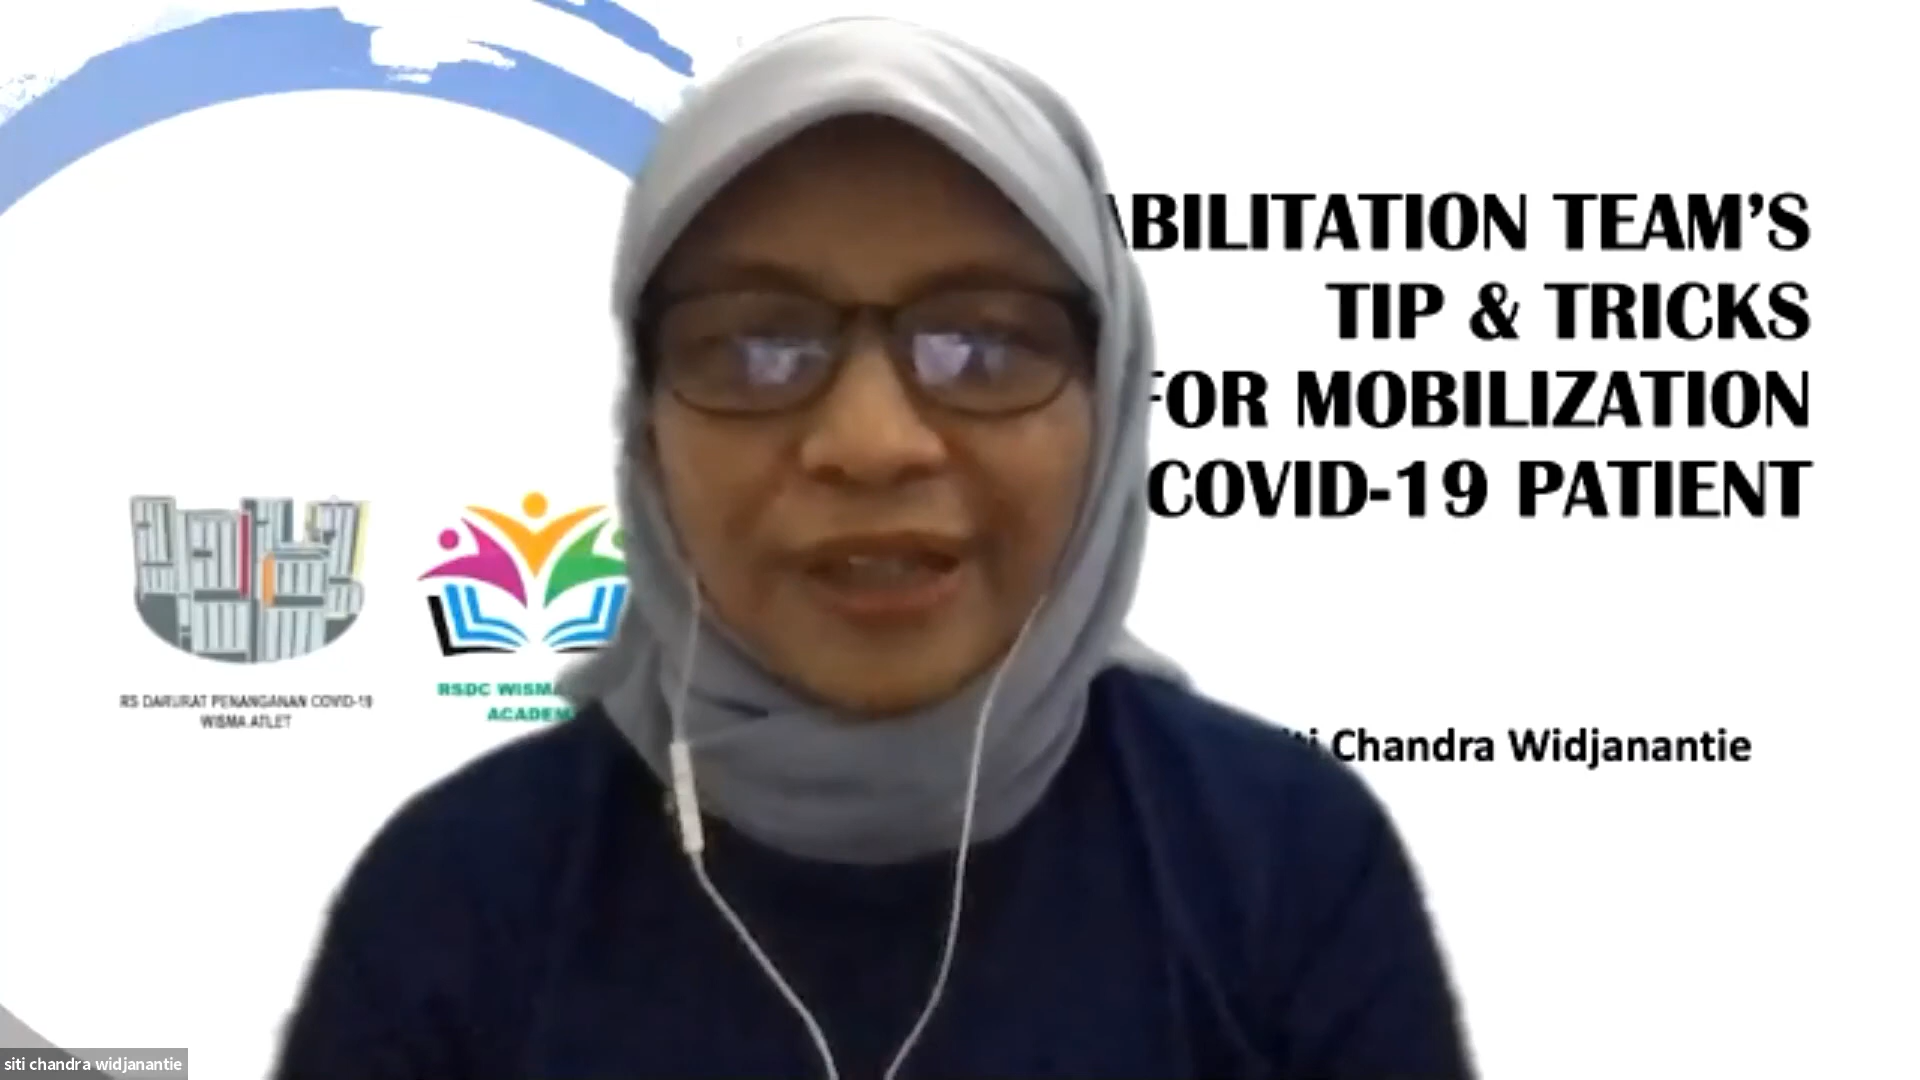 ABILITATION TEAM'S
TIP & TRICKS
FOR MOBILIZATION
COVID-19 PATIENT
RS DARURAT PENANGANAN COVID-19
WISMA ATLET
RSDC WISMA
ACADEM
Chandra Widjanantie
siti chandra widjanantie